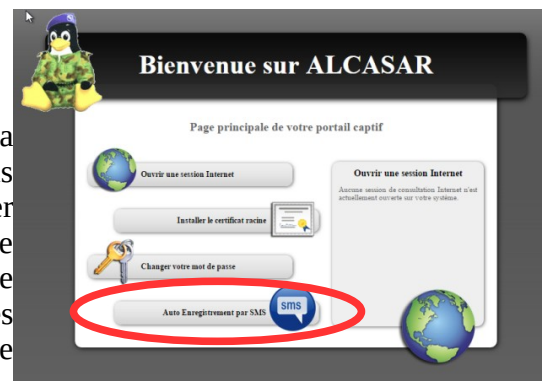 Bienvenue sur ALCASAR
Page principale de votre portail captif
Ouvrir une session Internet
Installer le certificat racine
Changer votre mot de passe
Auto Enregistrement par SMS
sms
Ouvrir une session Internet
Aucune session de consultation Internet n'est
actuellement ouverte sur votre système.
a
s
er
e
e
es
e